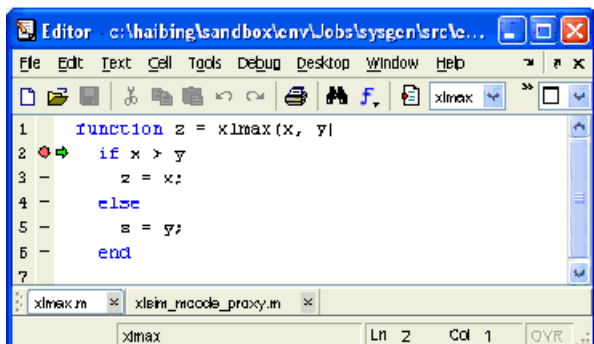 Editor - c:\haibing\sandbox\env\Jobs\sysgen\src\e...
File Edit Text Cell Tools Debug Desktop Window Help
xlmax
1 function z = xlmax(x, y)
2 if x > y
3 - z = x;
4 - else
5 - z = y;
6 - end
7
xlmax.m xlsim_mcode_proxy.m
xlmax Ln 2 Col 1 OVR